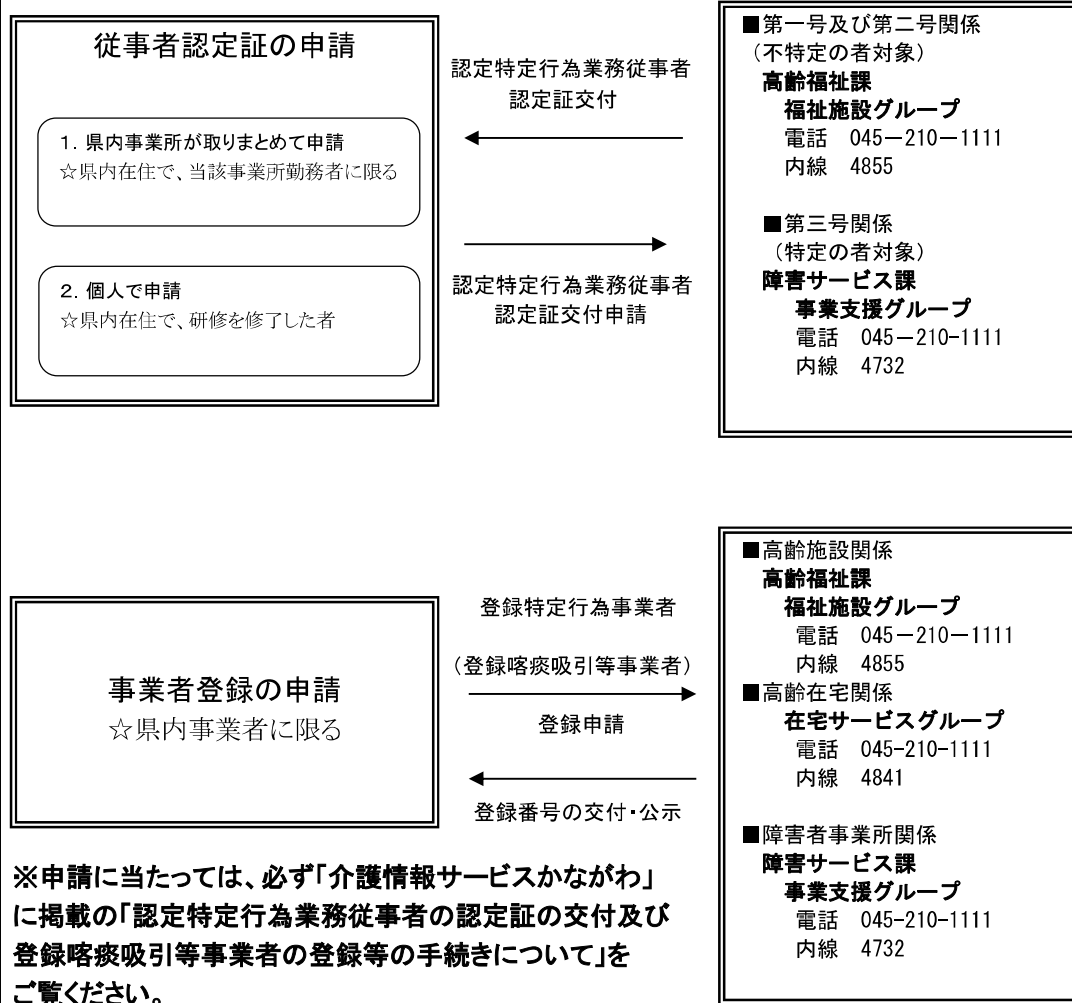 従事者認定証の申請
1．県内事業所が取りまとめて申請
☆県内在住で、当該事業所勤務者に限る
2．個人で申請
☆県内在住で、研修を修了した者
認定特定行為業務従事者
認定証交付
認定特定行為業務従事者
認定証交付申請
■第一号及び第二号関係
（不特定の者対象）
高齢福祉課
福祉施設グループ
電話　045－210－1111
内線　4855
■第三号関係
（特定の者対象）
障害サービス課
事業支援グループ
電話　045－210-1111
内線　4732
事業者登録の申請
☆県内事業者に限る
登録特定行為事業者
（登録喀痰吸引等事業者）
登録申請
登録番号の交付・公示
■高齢施設関係
高齢福祉課
福祉施設グループ
電話　045－210－1111
内線　4855
■高齢在宅関係
在宅サービスグループ
電話　045-210-1111
内線　4841
■障害者事業所関係
障害サービス課
事業支援グループ
電話　045-210-1111
内線　4732
※申請に当たっては、必ず「介護情報サービスかながわ」
に掲載の「認定特定行為業務従事者の認定証の交付及び
登録喀痰吸引等事業者の登録等の手続きについて」を
ご覧ください。